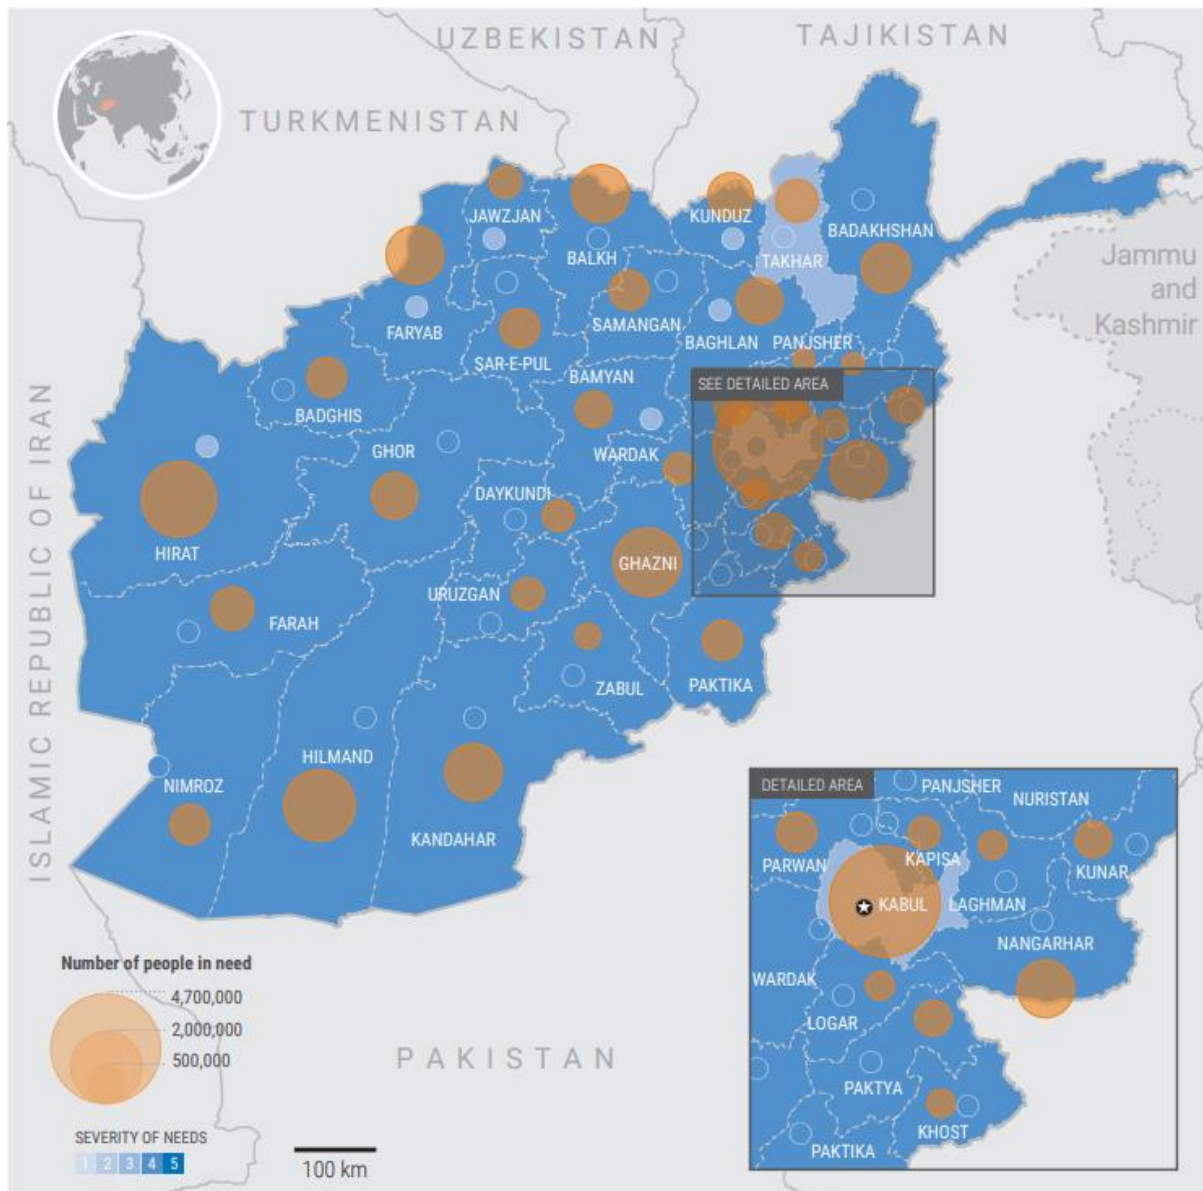 UZBEKISTAN
TAJIKISTAN
TURKMENISTAN
JAWZJAN
BALKH
KUNDUZ
TAKHAR
BADAKHSHAN
Jammu
and
Kashmir
FARYAB
SAR-E-PUL
SAMANGAN
BAGHLAN
PANJSHER
SEE DETAILED AREA
BADGHIS
BAMYAN
GHOR
WARDAK
DAYKUNDI
HIRAT
GHAZNI
URUZGAN
FARAH
ZABUL
PAKTIKA
HILMAND
NIMROZ
KANDAHAR
ISLAMIC REPUBLIC OF IRAN
PAKISTAN
DETAILED AREA
PANJSHER
NURISTAN
PARWAN
KAPISA
KUNAR
KABUL
LAGHMAN
NANGARHAR
WARDAK
LOGAR
PAKTYA
KHOST
PAKTIKA
Number of people in need
4,700,000
2,000,000
500,000
SEVERITY OF NEEDS
1 2 3 4 5
100 km